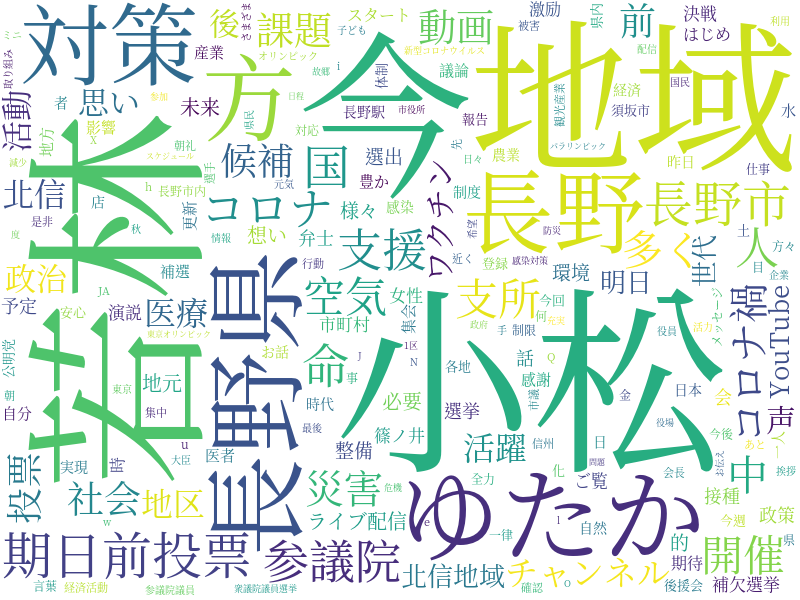 対策
後
課題
スタート
動画
激励
前
県内
決戦
はじめ
被害
さまざま
子ども
新型コロナウイルス
配信
利用
ミニ
取り組み
産業
オリンピック
者
思い
未来
故郷
i
体制
議論
経済
国民
水
活動
地方
影響
X
参加
県民
日程
長野駅
市役所
報告
観光産業
須坂市
方
今
地域
若林
朝礼
スケジュール
選手
対応
候補
国
選出
先
パラリンピック
農業
昨日
仕事
減少
北信
h
長野市内
元気
豊か
日々
制度
長野
長野市
店
コロナ
様々
感染
ワクチン
希望
防災
土
方々
是非
度
秋
更新
情報
想い
弁士
支援
近く
感染対策
多く
人
目
企業
政治
補選
行動
登録
環境
明日
世代
予定
JA
安心
演説
医療
空気
女性
集会
支所
今回
何
メッセージ
コロナ禍
YouTube
東京オリンピック
長野県
市町村
政府
充実
手
制限
役員
活力
公明党
お話
命
J
1区
N
小松
話
Q
朝
東京
地元
事
各地
感謝
市議
金
日本
会
声
自分
集中
時代
必要
選挙
信州
日
役場
今後
あと
一人
投票
実現
時
u
医者
最後
篠ノ井
活躍
化
会長
お伝え
挨拶
社会
大臣
地区
整備
災害
危機
全力
問題
ご覧
中
接種
w
ライブ配信
e
ゆたか
一律
l
自然
今週
政策
期日前投票
参議院
北信地域
チャンネル
的
期待
開催
県
言葉
経済活動
参議院議員
衆議院議員選挙
後援会
確認
o
補欠選挙